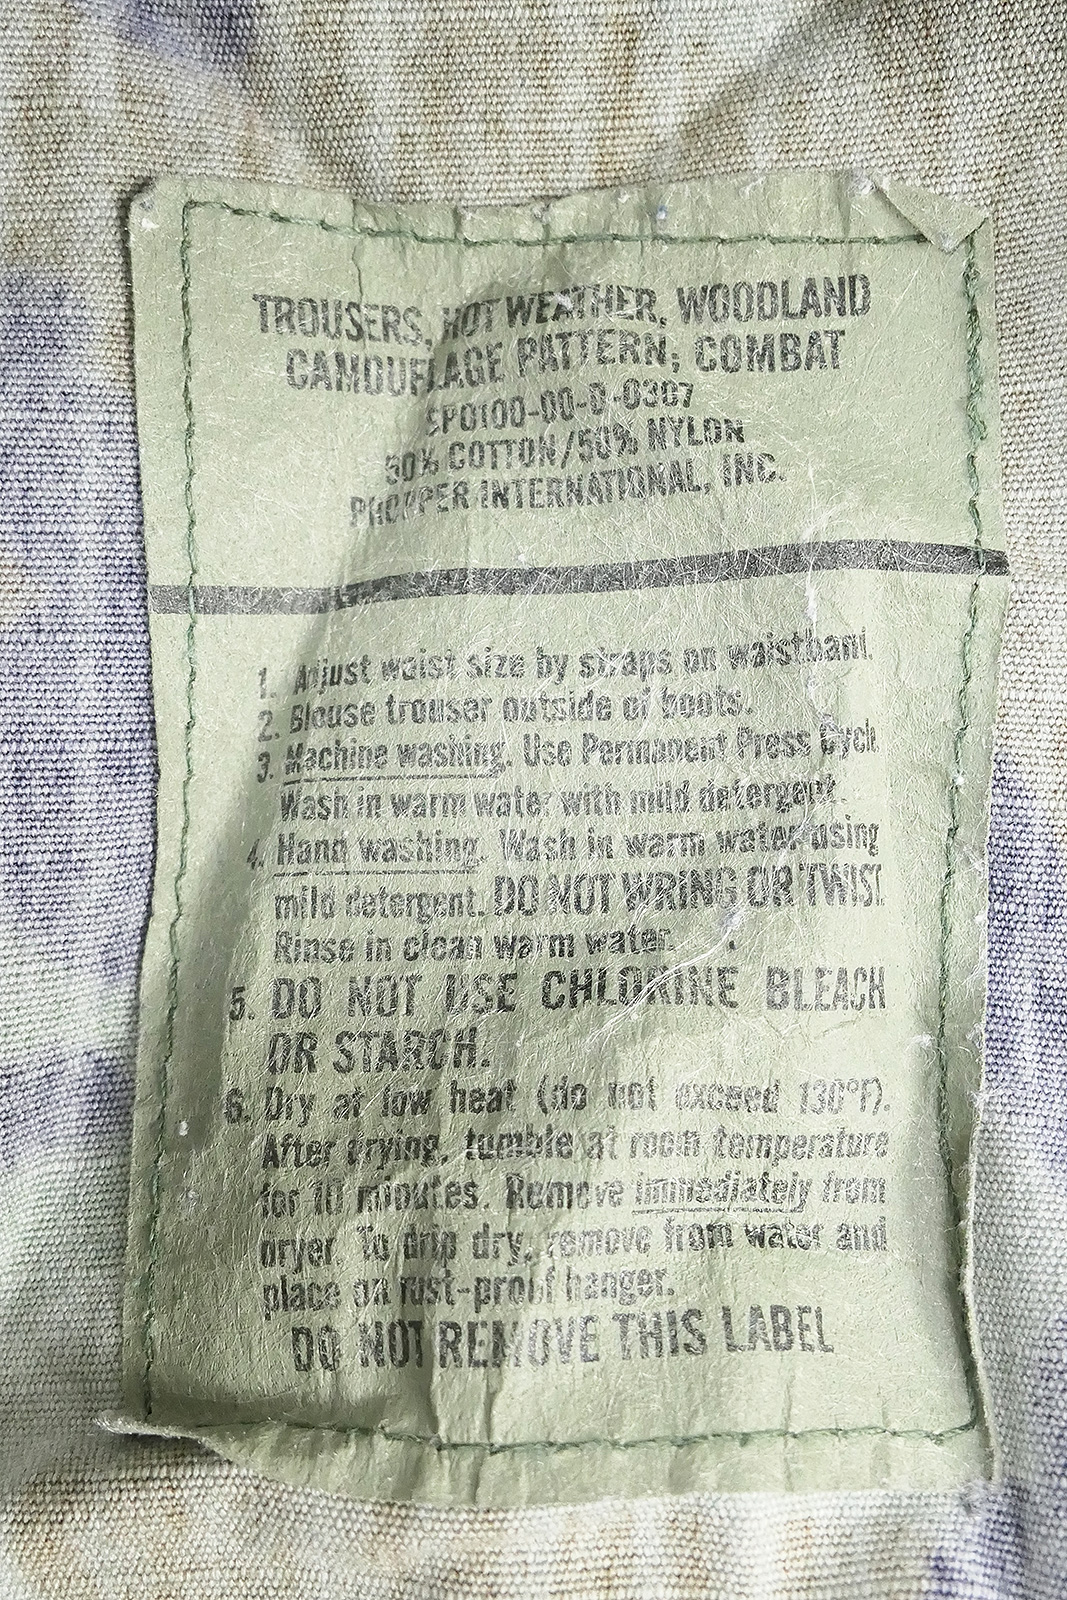 TROUSERS, HOT WEATHER, WOODLAND
CAMOUFLAGE PATTERN; COMBAT
SP0100-00-D-0307
50% COTTON/50% NYLON
PROPPER INTERNATIONAL, INC.
1. Adjust waist size by straps on waistband.
2. Blouse trouser outside of boots.
3. Machine washing. Use Permanent Press Cycle
Wash in warm water with mild detergent.
4. Hand washing. Wash in warm water using
mild detergent. DO NOT WRING OR TWIST.
Rinse in clean warm water.
5. DO NOT USE CHLORINE BLEACH
OR STARCH.
6. Dry at low heat (do not exceed 130°F).
After drying, tumble at room temperature
for 10 minutes. Remove immediately from
dryer. To drip dry, remove from water and
place on rust-proof hanger.
DO NOT REMOVE THIS LABEL